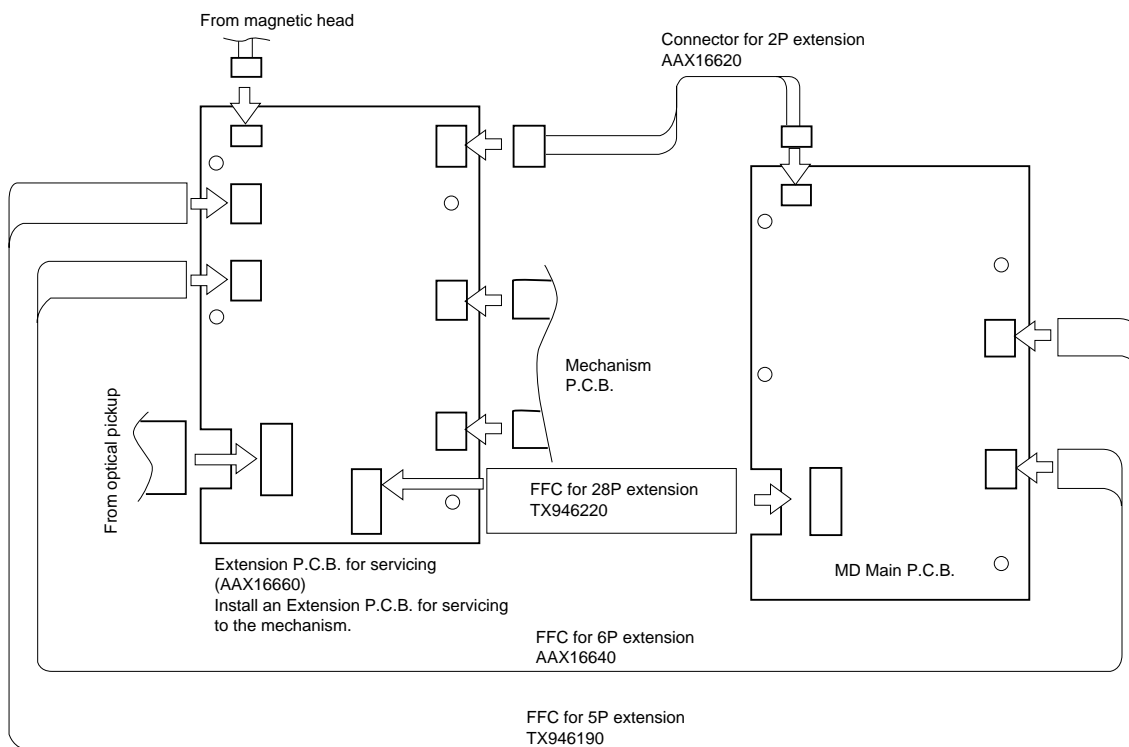 From magnetic head
Connector for 2P extension
AAX16620
Mechanism
P.C.B.
From optical pickup
FFC for 28P extension
TX946220
Extension P.C.B. for servicing
(AAX16660)
Install an Extension P.C.B. for servicing
to the mechanism.
MD Main P.C.B.
FFC for 6P extension
AAX16640
FFC for 5P extension
TX946190